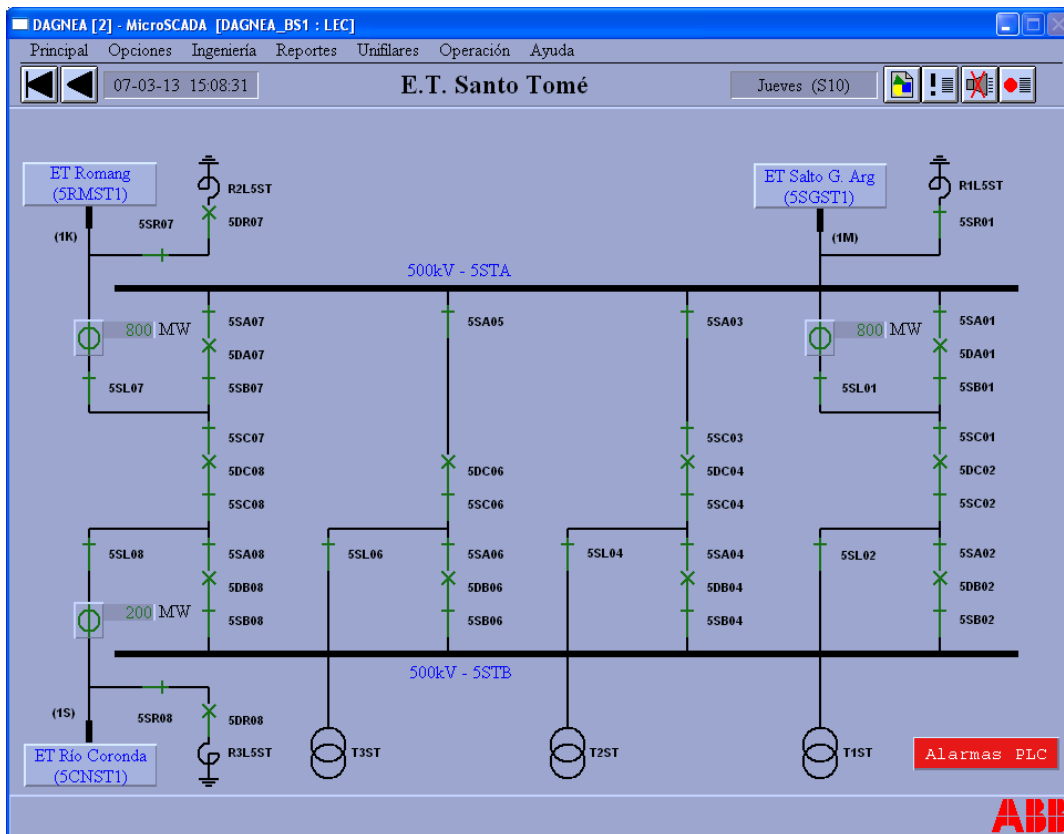 DAGNEA [2] - MicroSCADA [DAGNEA_BS1 : LEC]
Principal Opciones Ingeniería Reportes Unifilares Operación Ayuda
07-03-13 15:08:31
E.T. Santo Tomé
Jueves (S10)
ET Romang
(5RMST1)
R2L5ST
5SR07
5DR07
(1K)
ET Salto G. Arg
(5SGST1)
R1L5ST
5SR01
(1M)
500kV - 5STA
800 MW
5SA07
5DA07
5SL07
5SB07
5SA05
5SA03
800 MW
5SA01
5DA01
5SL01
5SB01
5SC07
5DC08
5SC08
5DC06
5SC06
5SC03
5DC04
5SC04
5SC01
5DC02
5SC02
5SL08
5SA08
5DB08
5SB08
200 MW
5SL06
5SA06
5DB06
5SB06
5SL04
5SA04
5DB04
5SB04
5SL02
5SA02
5DB02
5SB02
500kV - 5STB
(1S)
5SR08
5DR08
R3L5ST
ET Río Coronda
(5CNST1)
T3ST
T2ST
T1ST
Alarmas PLC
ABB